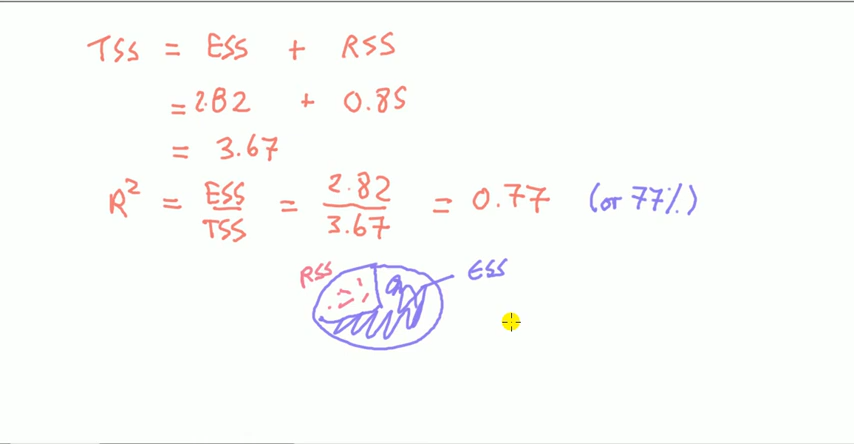 TSS = ESS + RSS
= 2.82 + 0.85
= 3.67
R² = ESS/TSS = 2.82/3.67 = 0.77 (or 77%)
RSS
ESS